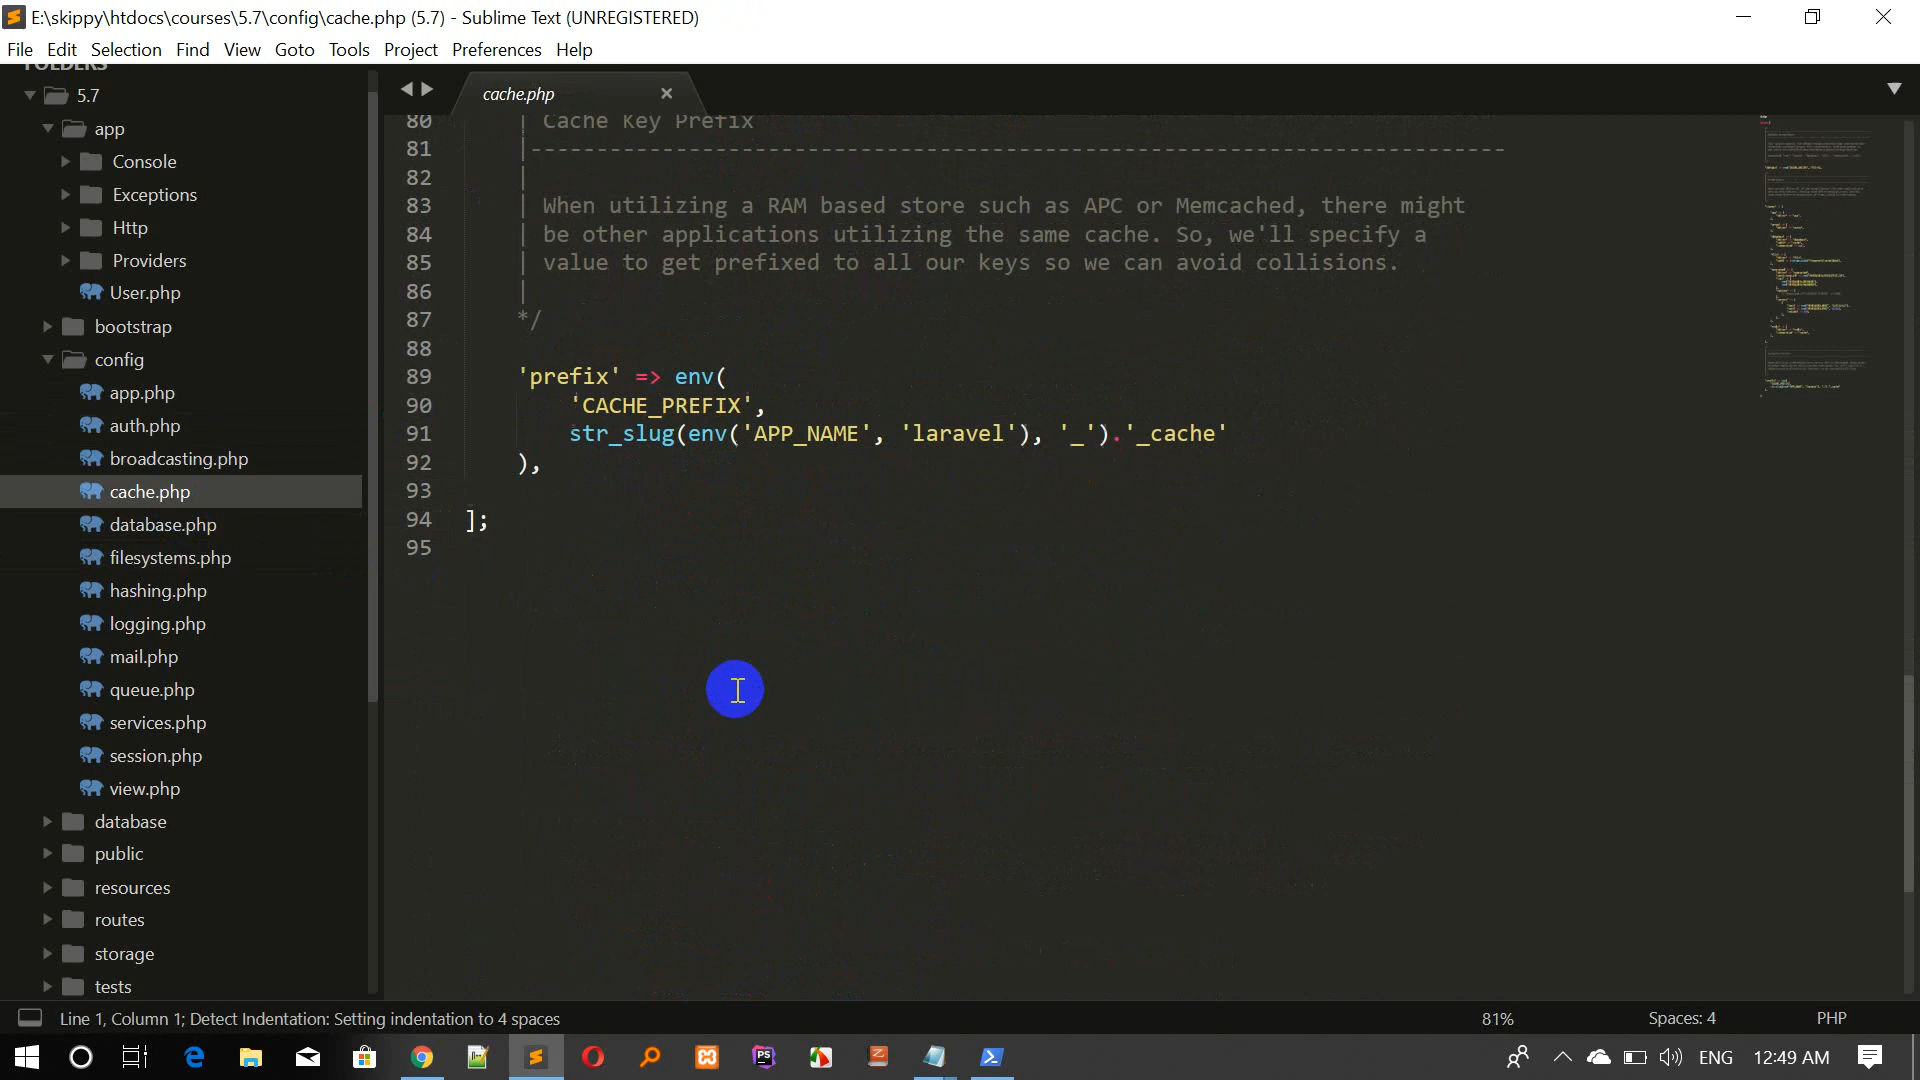 E:\skippy\htdocs\courses\5.7\config\cache.php (5.7) - Sublime Text (UNREGISTERED)
File Edit Selection Find View Goto Tools Project Preferences Help
FOLDERS
5.7
app
Console
Exceptions
Http
Providers
User.php
bootstrap
config
app.php
auth.php
broadcasting.php
cache.php
database.php
filesystems.php
hashing.php
logging.php
mail.php
queue.php
services.php
session.php
view.php
database
public
resources
routes
storage
tests
cache.php
80 | Cache Key Prefix
81 |--------------------------------------------------------------------------
82 |
83 | When utilizing a RAM based store such as APC or Memcached, there might
84 | be other applications utilizing the same cache. So, we'll specify a
85 | value to get prefixed to all our keys so we can avoid collisions.
86 |
87 */
88
89 'prefix' => env(
90 'CACHE_PREFIX',
91 str_slug(env('APP_NAME', 'laravel'), '_').'_cache'
92 ),
93
94 ];
95
Line 1, Column 1; Detect Indentation: Setting indentation to 4 spaces
81%
Spaces: 4
PHP
ENG
12:49 AM